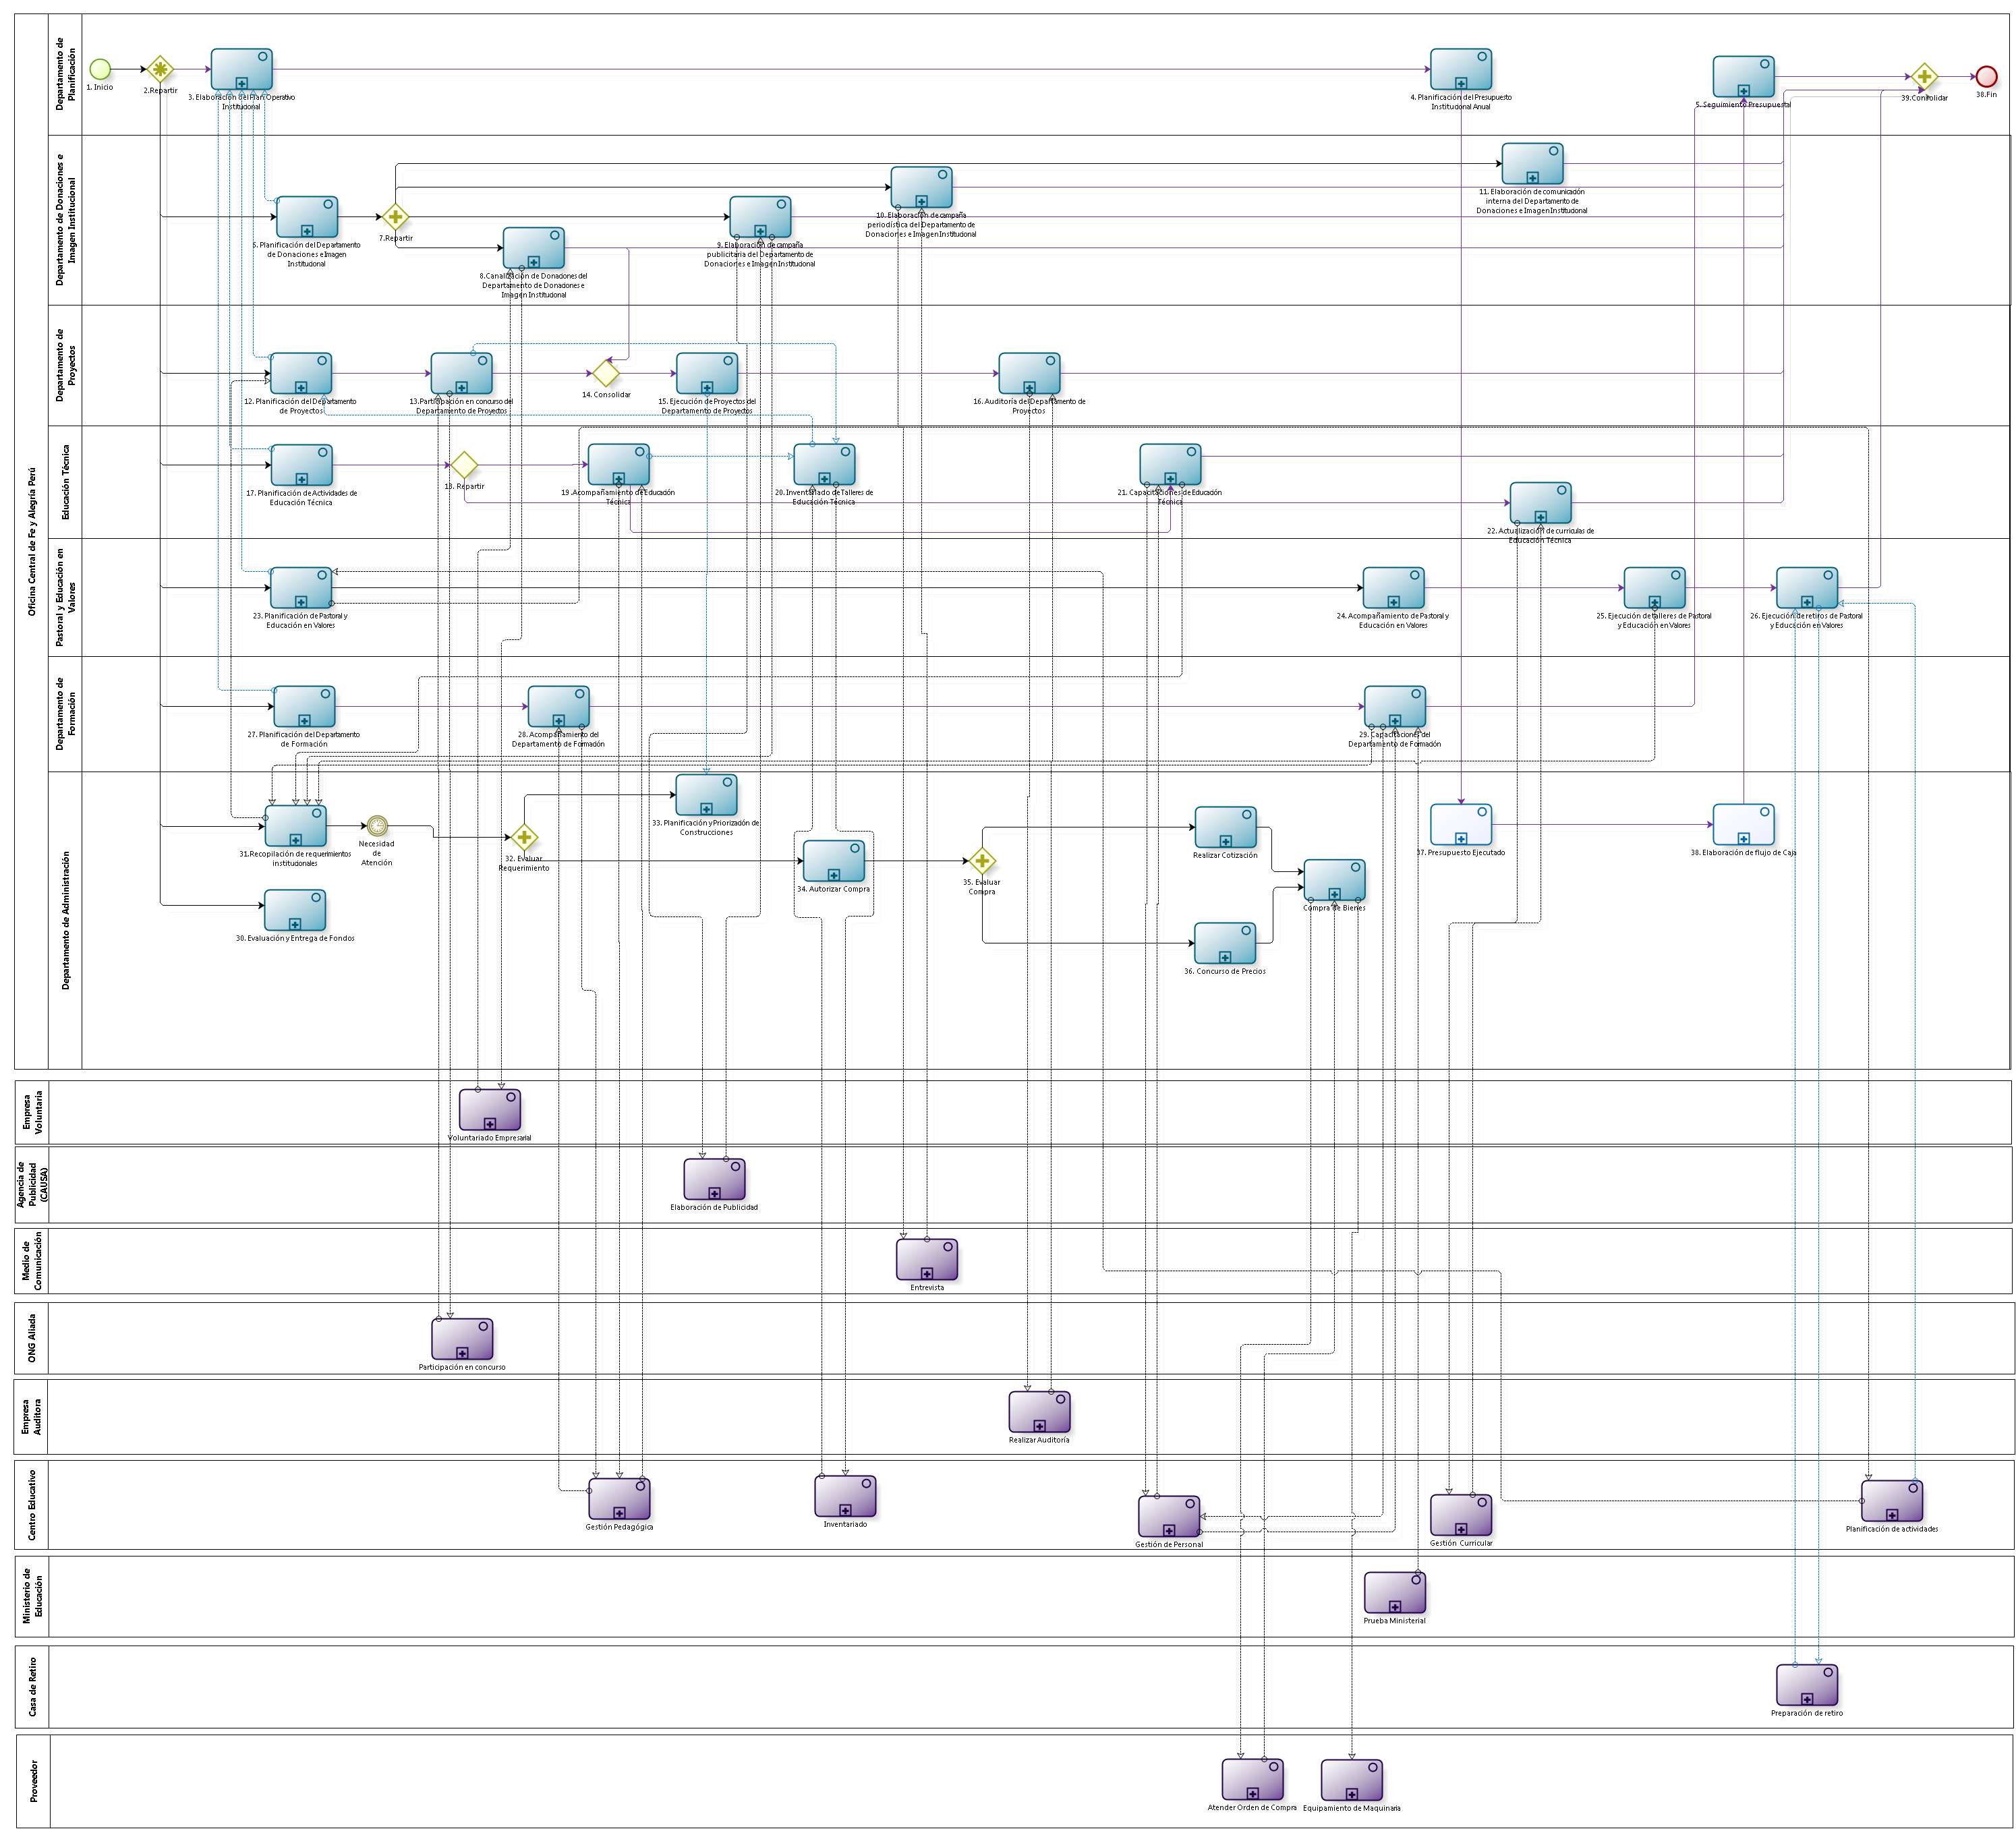 Oficina Central de Fe y Alegría Perú
Departamento de
Planificación
1. Inicio
2.Repartir
3. Elaboración del Plan Operativo
Institucional
4. Planificación del Presupuesto
Institucional Anual
5. Seguimiento Presupuestal
39.Consolidar
38.Fin
Departamento de Donaciones e
Imagen Institucional
6. Planificación del Departamento
de Donaciones e Imagen
Institucional
7.Repartir
8.Canalización de Donaciones del
Departamento de Donaciones e
Imagen Institucional
9. Elaboración de campaña
publicitaria del Departamento de
Donaciones e Imagen Institucional
10. Elaboración de campaña
periodística del Departamento de
Donaciones e Imagen Institucional
11. Elaboración de comunicación
interna del Departamento de
Donaciones e Imagen Institucional
Departamento de
Proyectos
12. Planificación del Departamento
de Proyectos
13.Participación en concurso del
Departamento de Proyectos
14. Consolidar
15. Ejecución de Proyectos del
Departamento de Proyectos
16. Auditoría del Departamento de
Proyectos
Educación Técnica
17. Planificación de Actividades de
Educación Técnica
18. Repartir
19.Acompañamiento de Educación
Técnica
20. Inventariado de Talleres de
Educación Técnica
21. Capacitaciones de Educación
Técnica
22. Actualización de curriculas de
Educación Técnica
Pastoral y Educación en
Valores
23. Planificación de Pastoral y
Educación en Valores
24. Acompañamiento de Pastoral y
Educación en Valores
25. Ejecución de talleres de Pastoral
y Educación en Valores
26. Ejecución de retiros de Pastoral
y Educación en Valores
Departamento de
Formación
27. Planificación del Departamento
de Formación
28. Acompañamiento del
Departamento de Formación
29. Capacitaciones del
Departamento de Formación
Departamento de Administración
31.Recopilación de requerimientos
institucionales
Necesidad
de
Atención
32. Evaluar
Requerimiento
33. Planificación y Priorización de
Construcciones
34. Autorizar Compra
35. Evaluar
Compra
Realizar Cotización
Compra de Bienes
36. Concurso de Precios
37. Presupuesto Ejecutado
38. Elaboración de flujo de Caja
30. Evaluación y Entrega de Fondos
Empresa
Voluntaria
Voluntariado Empresarial
Agencia de
Publicidad
(CAUSA)
Elaboración de Publicidad
Medio de
Comunicación
Entrevista
ONG Aliada
Participación en concurso
Empresa
Auditora
Realizar Auditoría
Centro Educativo
Gestión Pedagógica
Inventariado
Gestión de Personal
Gestión Curricular
Planificación de actividades
Ministerio de
Educación
Prueba Ministerial
Casa de Retiro
Preparación de retiro
Proveedor
Atender Orden de Compra
Equipamiento de Maquinaria